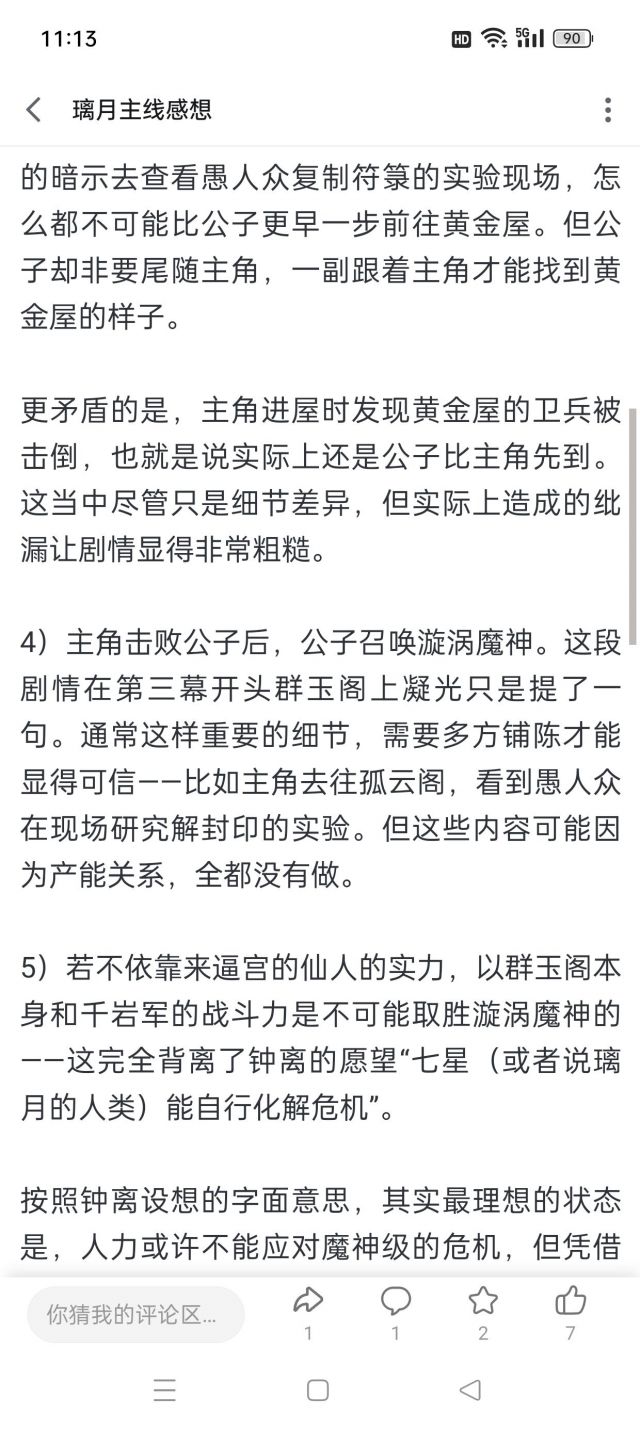 11:13
HD 5G 90
璃月主线感想
的暗示去查看愚人众复制符箓的实验现场，怎
么都不可能比公子更早一步前往黄金屋。但公
子却非要尾随主角，一副跟着主角才能找到黄
金屋的样子。
更矛盾的是，主角进屋时发现黄金屋的卫兵被
击倒，也就是说实际上还是公子比主角先到。
这当中尽管只是细节差异，但实际上造成的纰
漏让剧情显得非常粗糙。
4）主角击败公子后，公子召唤漩涡魔神。这段
剧情在第三幕开头群玉阁上凝光只是提了一
句。通常这样重要的细节，需要多方铺陈才能
显得可信——比如主角去往孤云阁，看到愚人众
在现场研究解封印的实验。但这些内容可能因
为产能关系，全都没有做。
5）若不依靠来逼宫的仙人的实力，以群玉阁本
身和千岩军的战斗力是不可能取胜漩涡魔神的
——这完全背离了钟离的愿望“七星（或者说璃
月的人类）能自行化解危机”。
按照钟离设想的字面意思，其实最理想的状态
是，人力或许不能应对魔神级的危机，但凭借
你猜我的评论区...
1 1 2 7